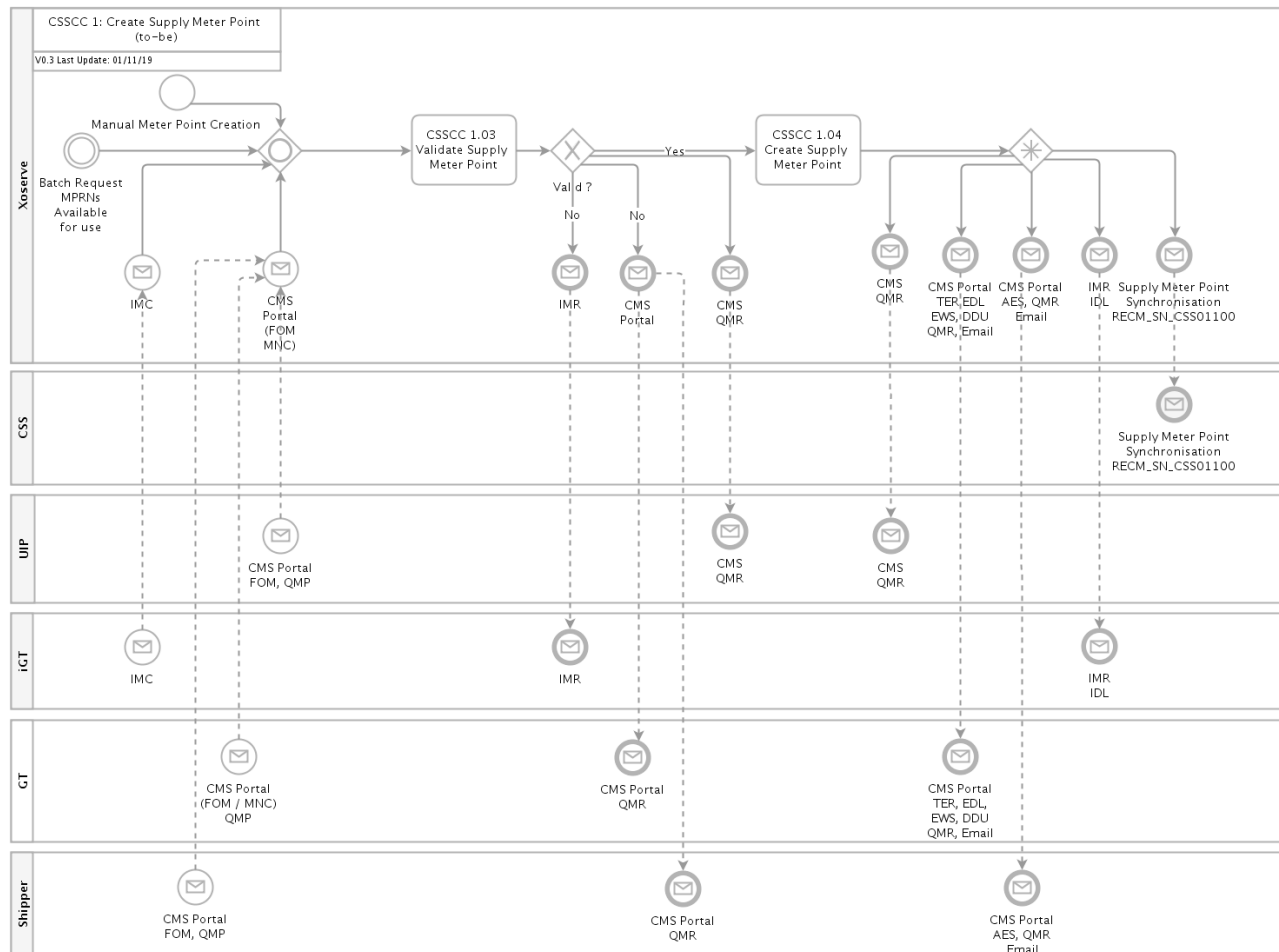 CSSCC 1: Create Supply Meter Point
(to-be)
V0.3 Last Update: 01/11/19
Xoserve
Manual Meter Point Creation
Batch Request
MPRNs
Available
for use
IMC
CMS
Portal
(FOM
MNC)
CSSCC 1.03
Validate Supply
Meter Point
Valid ?
No
No
Yes
IMR
CMS
Portal
CMS
QMR
CSSCC 1.04
Create Supply
Meter Point
CMS
QMR
CMS Portal
TER, EDL
EWS, DDU
QMR, Email
CMS Portal
AES, QMR
Email
IMR
IDL
Supply Meter Point
Synchronisation
RECM_SN_CSS01100
CSS
Supply Meter Point
Synchronisation
RECM_SN_CSS01100
UIP
CMS Portal
FOM, QMP
CMS
QMR
CMS
QMR
iGT
IMC
IMR
IMR
IDL
GT
CMS Portal
(FOM / MNC)
QMP
CMS Portal
QMR
CMS Portal
TER, EDL,
EWS, DDU
QMR, Email
Shipper
CMS Portal
FOM, QMP
CMS Portal
QMR
CMS Portal
AES, QMR
Email